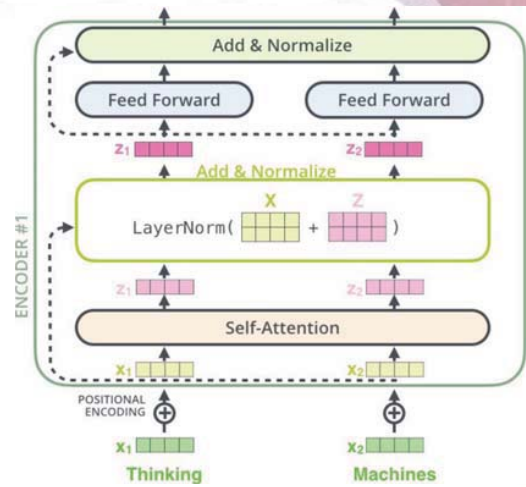 Add & Normalize
Feed Forward Feed Forward
z1 z2
Add & Normalize
X Z
LayerNorm( + )
z1 z2
Self-Attention
x1 x2
ENCODER #1
POSITIONAL
ENCODING
x1 x2
Thinking Machines